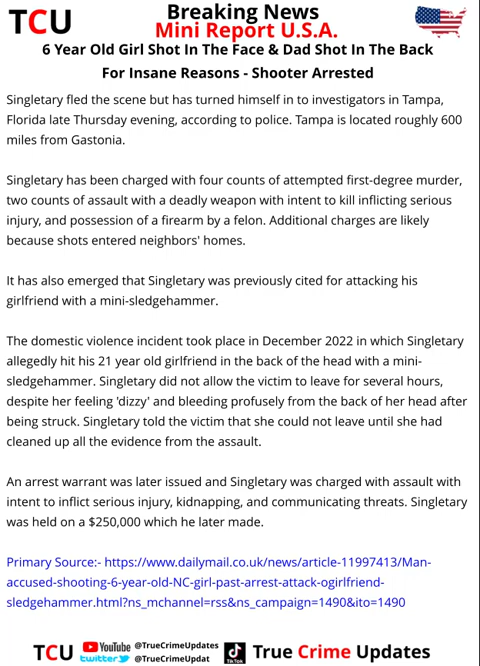 TCU
Breaking News
Mini Report U.S.A.
6 Year Old Girl Shot In The Face & Dad Shot In The Back
For Insane Reasons - Shooter Arrested
Singletary fled the scene but has turned himself in to investigators in Tampa,
Florida late Thursday evening, according to police. Tampa is located roughly 600
miles from Gastonia.
Singletary has been charged with four counts of attempted first-degree murder,
two counts of assault with a deadly weapon with intent to kill inflicting serious
injury, and possession of a firearm by a felon. Additional charges are likely
because shots entered neighbors' homes.
It has also emerged that Singletary was previously cited for attacking his
girlfriend with a mini-sledgehammer.
The domestic violence incident took place in December 2022 in which Singletary
allegedly hit his 21 year old girlfriend in the back of the head with a mini-
sledgehammer. Singletary did not allow the victim to leave for several hours,
despite her feeling 'dizzy' and bleeding profusely from the back of her head after
being struck. Singletary told the victim that she could not leave until she had
cleaned up all the evidence from the assault.
An arrest warrant was later issued and Singletary was charged with assault with
intent to inflict serious injury, kidnapping, and communicating threats. Singletary
was held on a $250,000 which he later made.
Primary Source:- https://www.dailymail.co.uk/news/article-11997413/Man-
accused-shooting-6-year-old-NC-girl-past-arrest-attack-ogirlfriend-
sledgehammer.html?ns_mchannel=rss&ns_campaign=1490&ito=1490
TCU
YouTube @TrueCrimeUpdates
twitter @TrueCrimeUpdat
TikTok
True Crime Updates